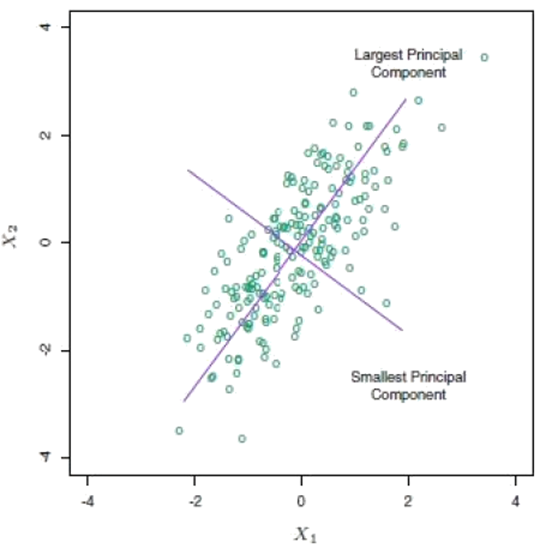 4
Largest Principal
Component
2
X2
0
-2
Smallest Principal
Component
-4
-4 -2 0 2 4
X1